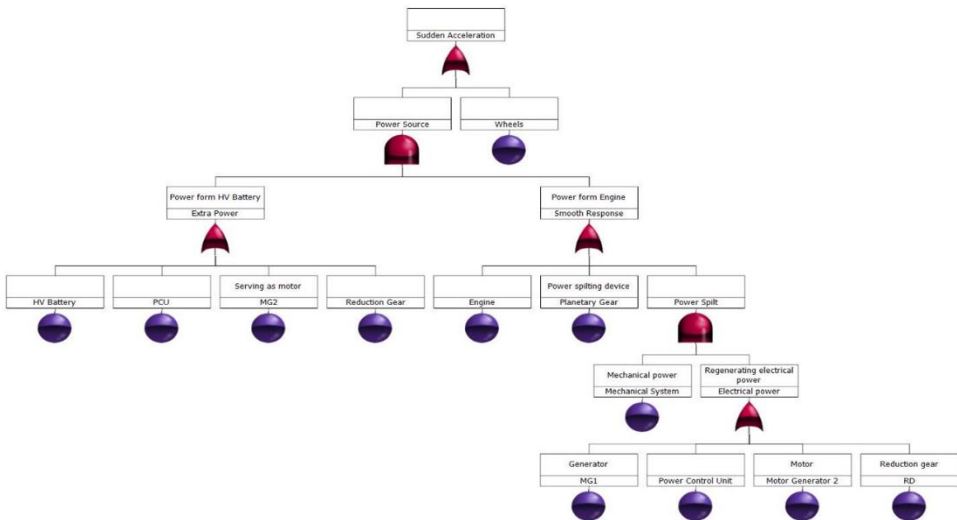 Sudden Acceleration
Power Source
Wheels
Power form HV Battery
Extra Power
Power form Engine
Smooth Response
HV Battery
PCU
Serving as motor
MG2
Reduction Gear
Engine
Power spilting device
Planetary Gear
Power Spilt
Mechanical power
Mechanical System
Regenerating electrical
power
Electrical power
Generator
MG1
Power Control Unit
Motor
Motor Generator 2
Reduction gear
RD